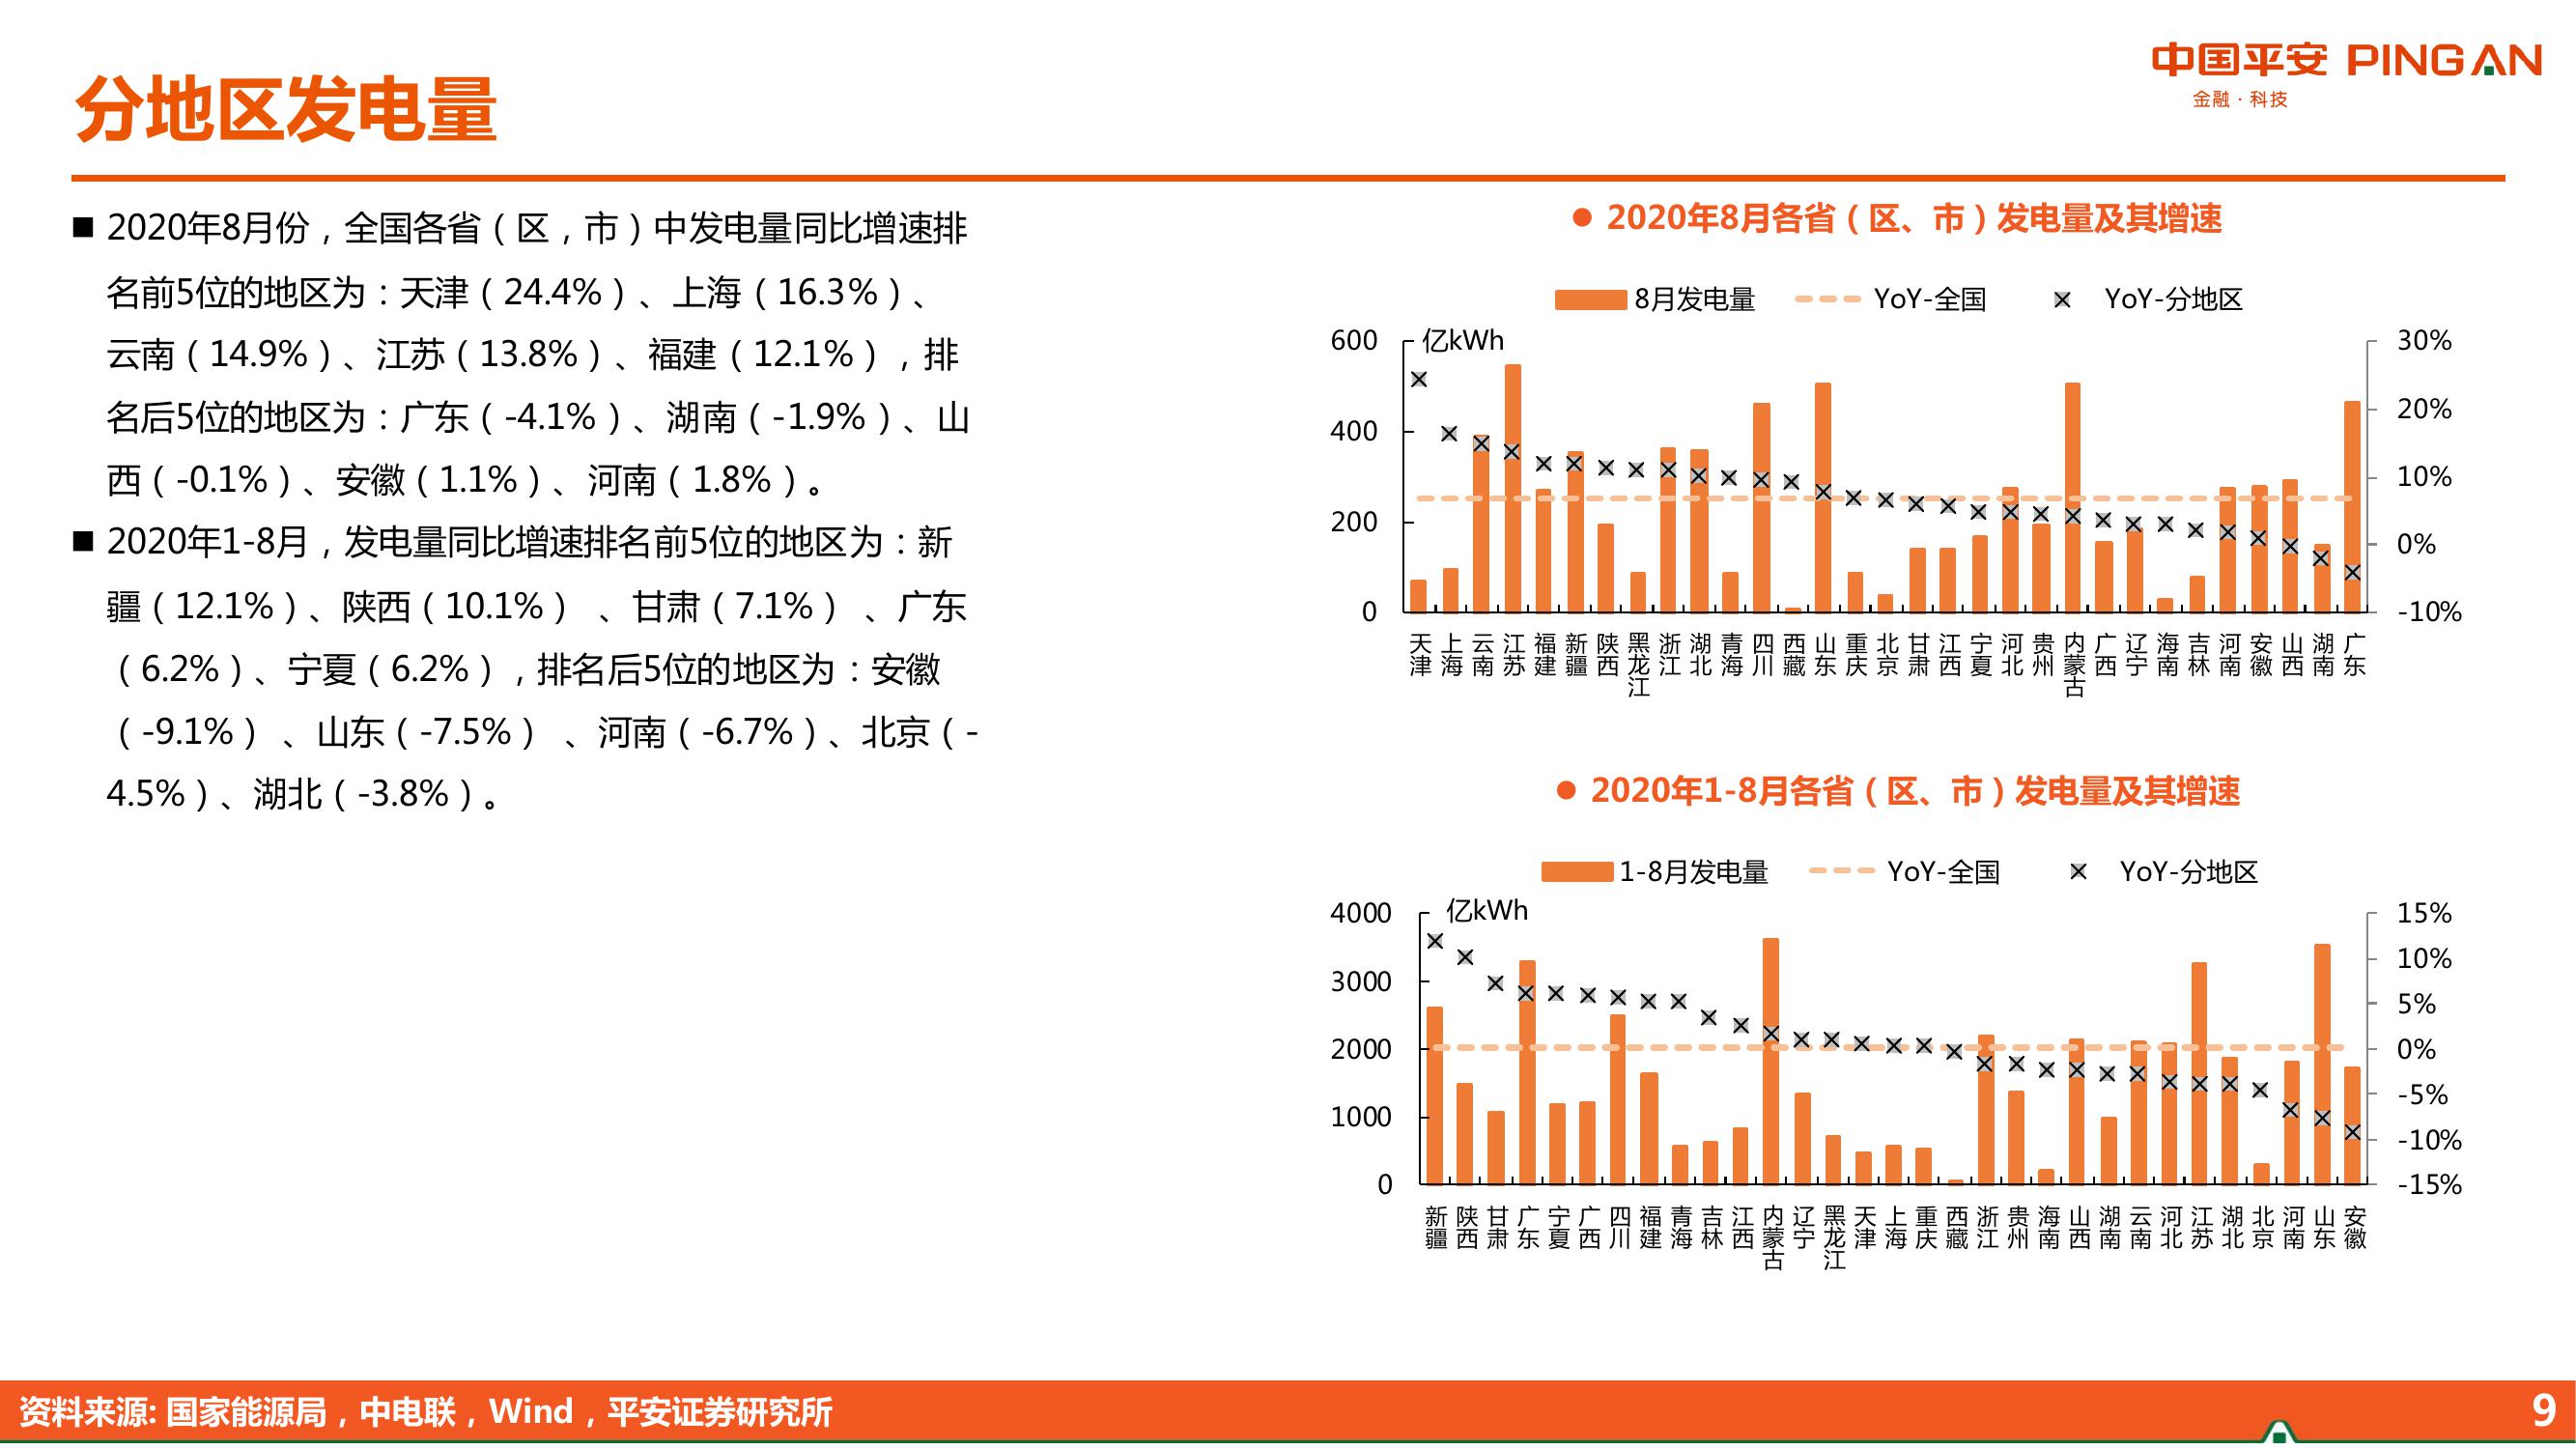 中国平安 PINGAN
金融·科技
分地区发电量
■ 2020年8月份，全国各省（区，市）中发电量同比增速排
名前5位的地区为：天津（24.4%）、上海（16.3%）、
云南（14.9%）、江苏（13.8%）、福建（12.1%），排
名后5位的地区为：广东（-4.1%）、湖南（-1.9%）、山
西（-0.1%）、安徽（1.1%）、河南（1.8%）。
■ 2020年1-8月，发电量同比增速排名前5位的地区为：新
疆（12.1%）、陕西（10.1%） 、甘肃（7.1%） 、广东
（6.2%）、宁夏（6.2%），排名后5位的地区为：安徽
（-9.1%） 、山东（-7.5%） 、河南（-6.7%）、北京（-
4.5%）、湖北（-3.8%）。
● 2020年8月各省（区、市）发电量及其增速
8月发电量 YoY-全国 YoY-分地区
亿kWh
600
400
200
0
30%
20%
10%
0%
-10%
天津 上海 云南 江苏 福建 新疆 陕西 黑龙江 浙江 湖北 青海 四川 西藏 山东 重庆 北京 甘肃 江西 宁夏 河北 贵州 内蒙古 广西 辽宁 海南 吉林 河南 安徽 山西 湖南 广东
● 2020年1-8月各省（区、市）发电量及其增速
1-8月发电量 YoY-全国 YoY-分地区
亿kWh
4000
3000
2000
1000
0
15%
10%
5%
0%
-5%
-10%
-15%
新疆 陕西 甘肃 广东 宁夏 广西 四川 福建 青海 吉林 江西 内蒙古 辽宁 黑龙江 天津 上海 重庆 西藏 浙江 贵州 海南 山西 湖南 云南 河北 江苏 湖北 北京 河南 山东 安徽
资料来源: 国家能源局，中电联，Wind，平安证券研究所
9